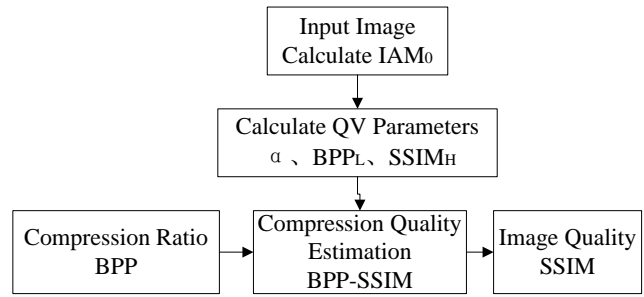 Input Image
Calculate IAM0
Calculate QV Parameters
α、BPPL、SSIMH
Compression Ratio
BPP
Compression Quality
Estimation
BPP-SSIM
Image Quality
SSIM